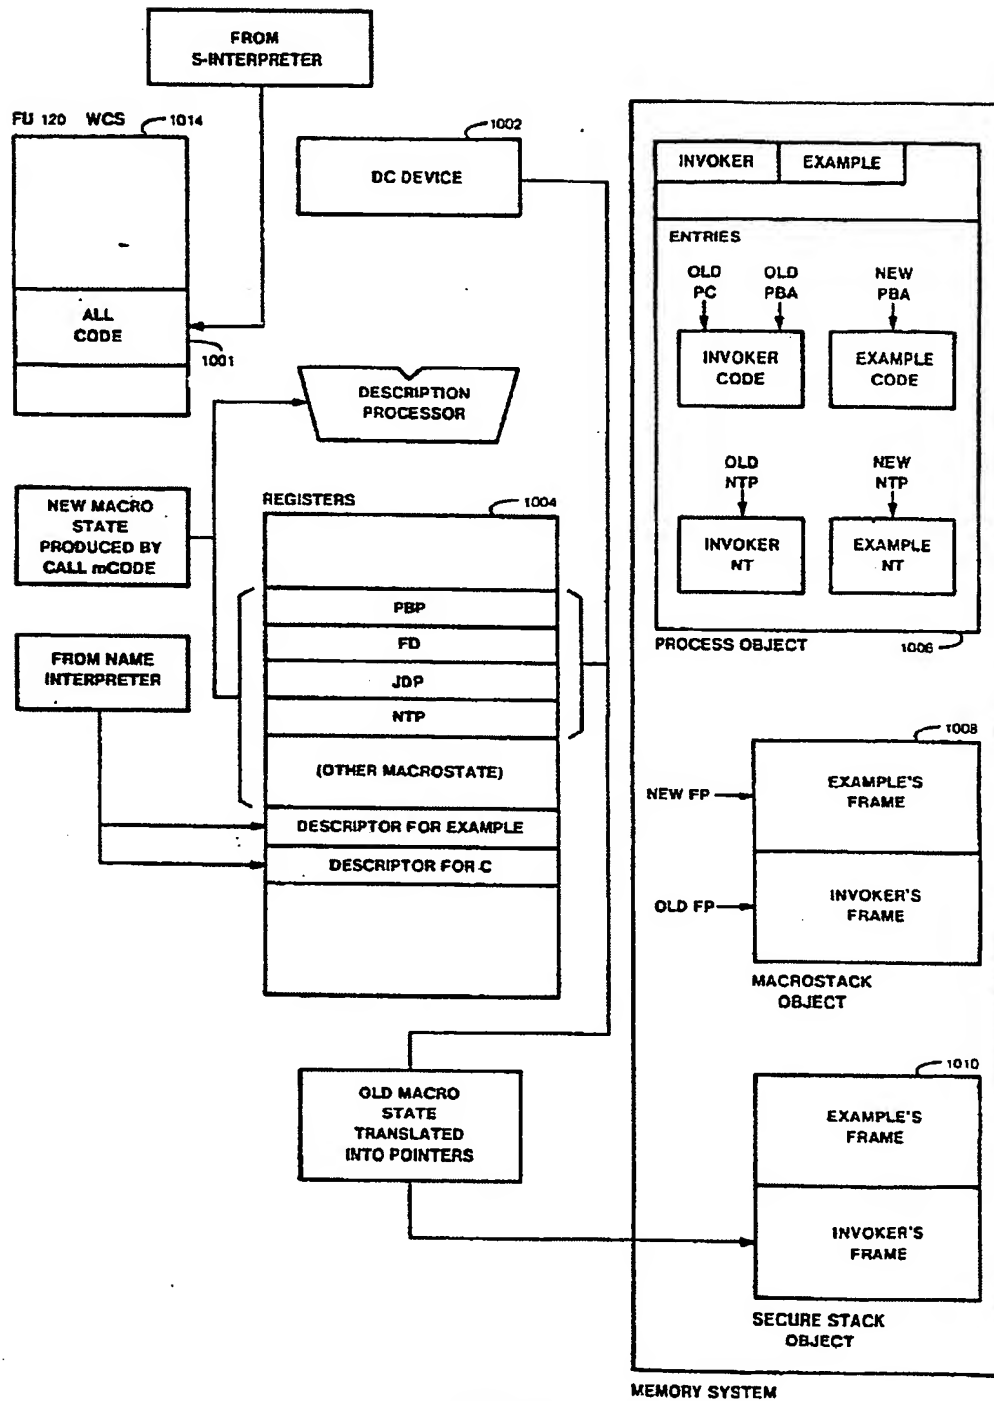 FROM
S-INTERPRETER
FU 120 WCS 1014
1002
DC DEVICE
INVOKER EXAMPLE
ENTRIES
OLD
PC
OLD
PBA
NEW
PBA
ALL
CODE
1001
INVOKER
CODE
EXAMPLE
CODE
DESCRIPTION
PROCESSOR
OLD
NTP
NEW
NTP
NEW MACRO
STATE
PRODUCED BY
CALL mCODE
REGISTERS 1004
INVOKER
NT
EXAMPLE
NT
PBP
FD
JDP
NTP
(OTHER MACROSTATE)
DESCRIPTOR FOR EXAMPLE
DESCRIPTOR FOR C
FROM NAME
INTERPRETER
PROCESS OBJECT 1006
1008
NEW FP
EXAMPLE'S
FRAME
OLD FP
INVOKER'S
FRAME
MACROSTACK
OBJECT
OLD MACRO
STATE
TRANSLATED
INTO POINTERS
1010
EXAMPLE'S
FRAME
INVOKER'S
FRAME
SECURE STACK
OBJECT
MEMORY SYSTEM